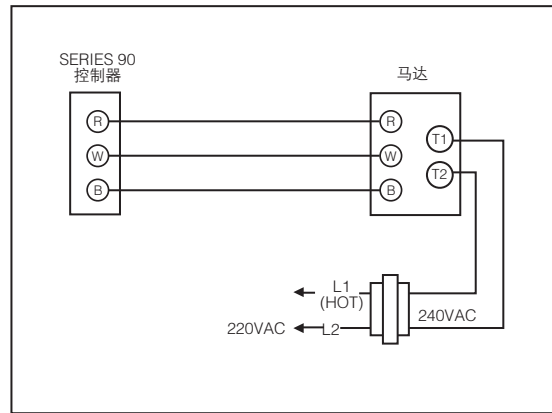 SERIES 90
控制器
马达
R
R
T1
W
W
T2
B
B
L1
(HOT)
240VAC
220VAC
L2